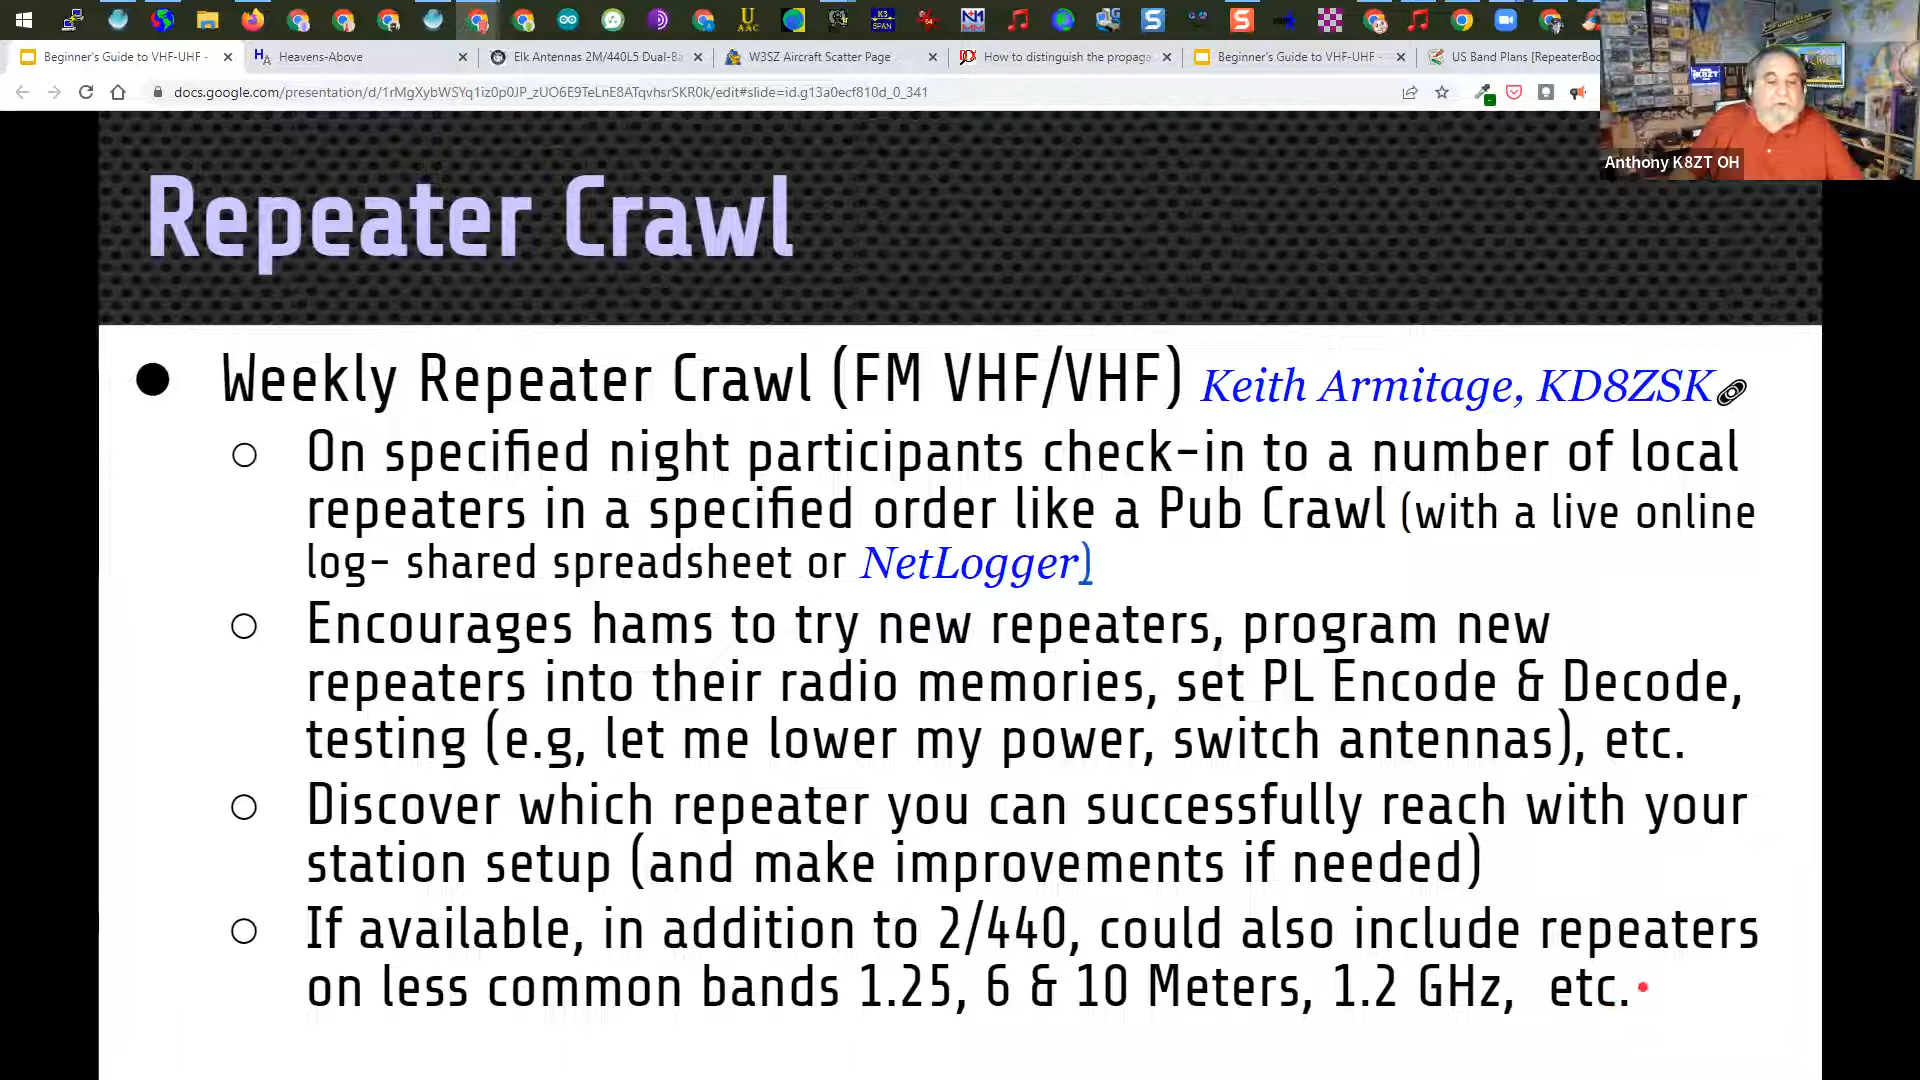 Beginner's Guide to VHF-UHF -
Heavens-Above
Elk Antennas 2M/440L5 Dual-Ba
W3SZ Aircraft Scatter Page
How to distinguish the propaga
Beginner's Guide to VHF-UHF -
US Band Plans [RepeaterBoo
docs.google.com/presentation/d/1rMgXybWSYq1iz0p0JP_zUO6E9TeLnE8ATqvhsrSKR0k/edit#slide=id.g13a0ecf810d_0_341
Anthony K8ZT OH
Repeater Crawl
Weekly Repeater Crawl (FM VHF/VHF) Keith Armitage, KD8ZSK
On specified night participants check-in to a number of local
repeaters in a specified order like a Pub Crawl (with a live online
log- shared spreadsheet or NetLogger)
Encourages hams to try new repeaters, program new
repeaters into their radio memories, set PL Encode & Decode,
testing (e.g, let me lower my power, switch antennas), etc.
Discover which repeater you can successfully reach with your
station setup (and make improvements if needed)
If available, in addition to 2/440, could also include repeaters
on less common bands 1.25, 6 & 10 Meters, 1.2 GHz, etc.